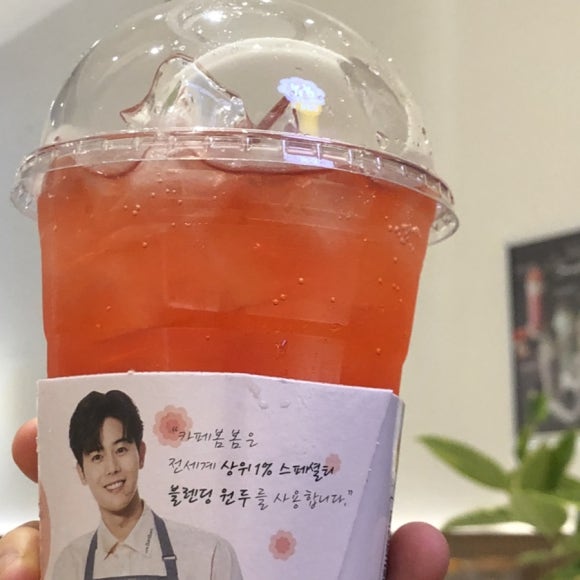 "카페봄봄은
전세계 상위1% 스페셜티
블렌딩 원두를 사용합니다."